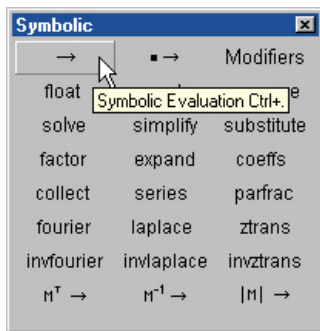 Symbolic
→ ▪ → Modifiers
float
Symbolic Evaluation Ctrl+.
solve simplify substitute
factor expand coeffs
collect series parfrac
fourier laplace ztrans
invfourier invlaplace invztrans
Mᵀ → M⁻¹ → |M| →